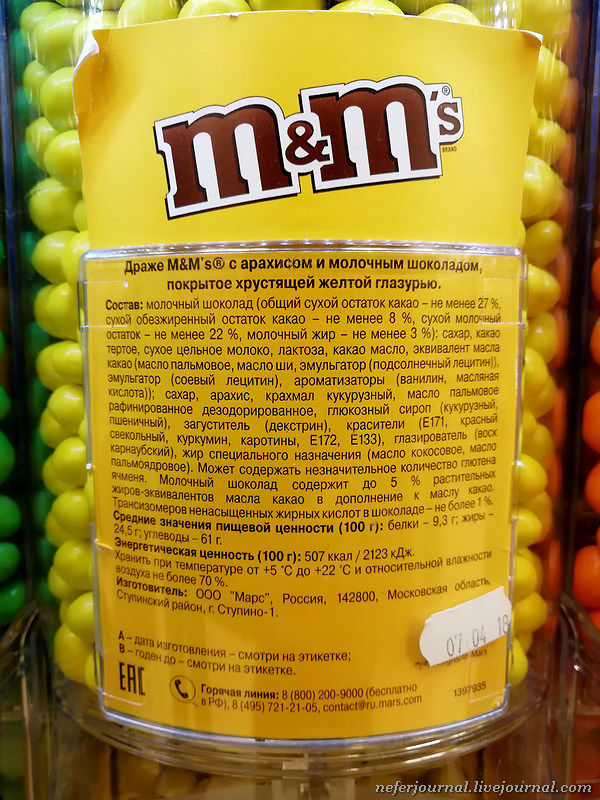 m&m's®
BRAND
Драже M&M's® с арахисом и молочным шоколадом,
покрытое хрустящей желтой глазурью.
Состав: молочный шоколад (общий сухой остаток какао – не менее 27 %,
сухой обезжиренный остаток какао – не менее 8 %, сухой молочный
остаток – не менее 22 %, молочный жир – не менее 3 %): сахар, какао
тертое, сухое цельное молоко, лактоза, какао масло, эквивалент масла
какао (масло пальмовое, масло ши, эмульгатор (подсолнечный лецитин)),
эмульгатор (соевый лецитин), ароматизаторы (ванилин, масляная
кислота)); сахар, арахис, крахмал кукурузный, масло пальмовое
рафинированное дезодорированное, глюкозный сироп (кукурузный,
пшеничный), загуститель (декстрин), красители (Е171, красный
свекольный, куркумин, каротины, Е172, Е133), глазирователь (воск
карнаубский), жир специального назначения (масло кокосовое, масло
пальмоядровое). Может содержать незначительное количество глютена
ячменя. Молочный шоколад содержит до 5 % растительных
жиров-эквивалентов масла какао в дополнение к маслу какао.
Трансизомеров ненасыщенных жирных кислот в шоколаде – не более 1 %.
Средние значения пищевой ценности (100 г): белки – 9,3 г; жиры –
24,5 г; углеводы – 61 г.
Энергетическая ценность (100 г): 507 ккал / 2123 кДж.
Хранить при температуре от +5 ˚С до +22 ˚С и относительной влажности
воздуха не более 70 %.
Изготовитель: ООО "Марс", Россия, 142800, Московская область,
Ступинский район, г. Ступино-1.
07 04 18
А – дата изготовления – смотри на этикетке;
В – годен до – смотри на этикетке.
Mars
EAC
Горячая линия: 8 (800) 200-9000 (бесплатно
в РФ), 8 (495) 721-21-05, contact@ru.mars.com
1397935
neferjournal.livejournal.com